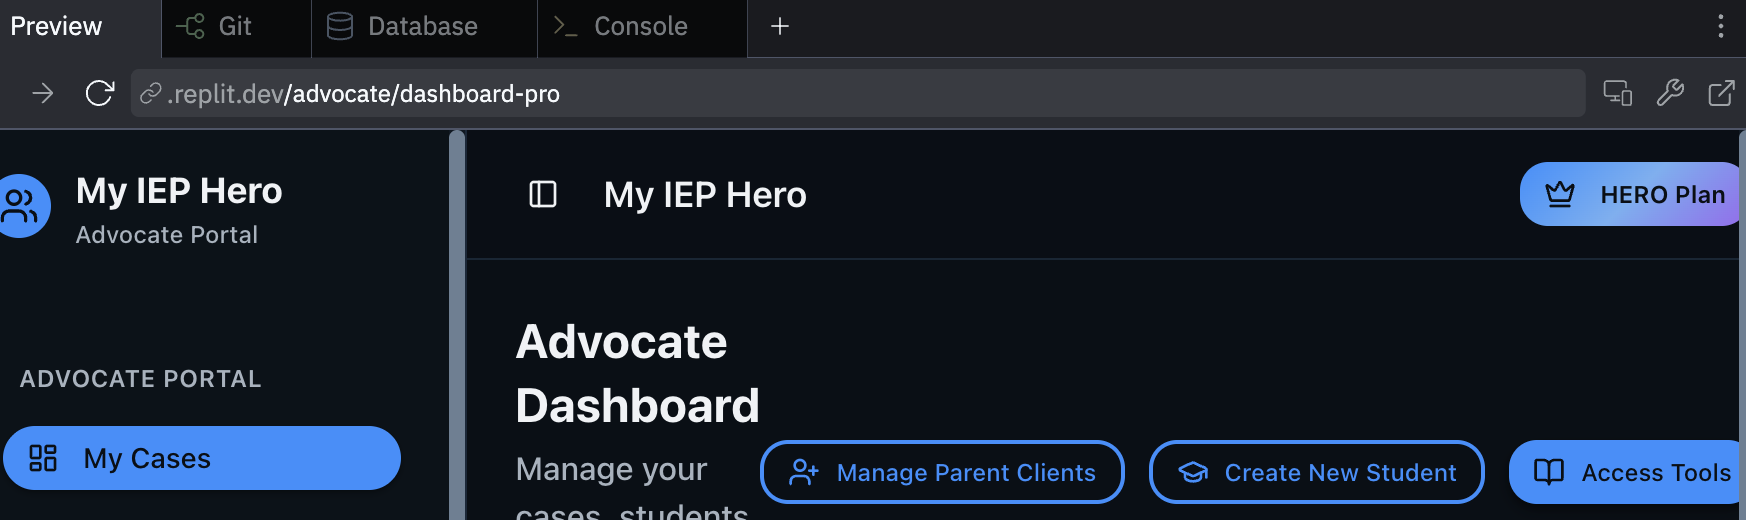 Preview
Git
Database
Console
.replit.dev/advocate/dashboard-pro
My IEP Hero
Advocate Portal
My IEP Hero
HERO Plan
ADVOCATE PORTAL
My Cases
Advocate
Dashboard
Manage your
cases, students
Manage Parent Clients
Create New Student
Access Tools